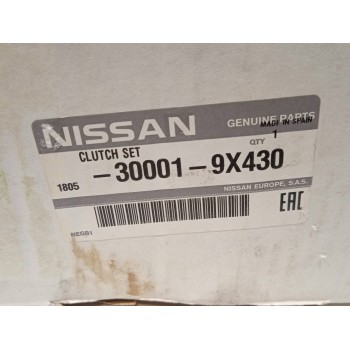 NISSAN
GENUINE PARTS
MADE IN SPAIN
CLUTCH SET
QTY
1
-30001-9X430
1805
NISSAN EUROPE, S.A.S.
EAC